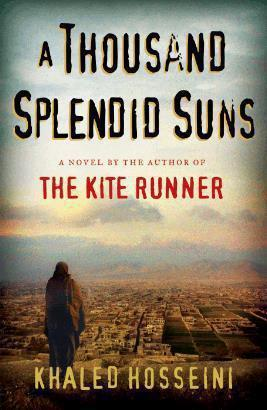 A THOUSAND
SPLENDID SUNS
A NOVEL BY THE AUTHOR OF
THE KITE RUNNER
KHALED HOSSEINI